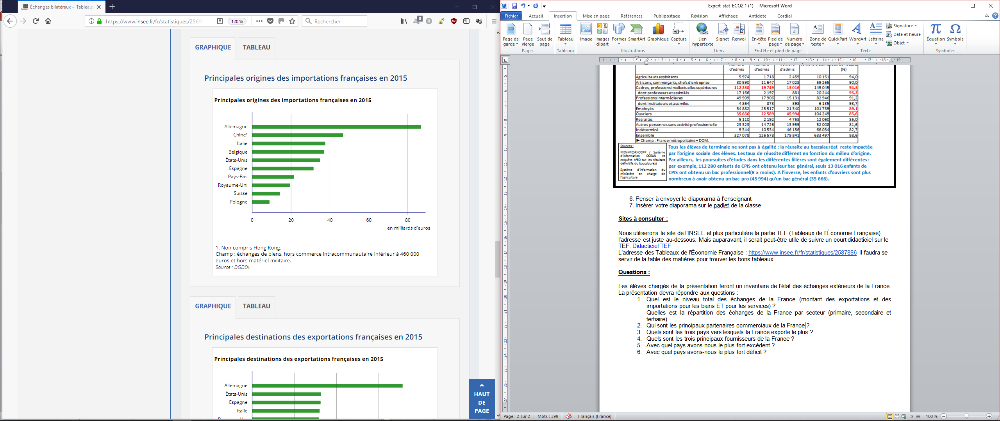 Échanges bilatéraux – Tableau
https://www.insee.fr/fr/statistiques/2569
120 %
Rechercher
0
GRAPHIQUE
TABLEAU
Principales origines des importations françaises en 2015
Principales origines des importations françaises en 2015
Allemagne
Chine¹
Italie
Belgique
États-Unis
Espagne
Pays-Bas
Royaume-Uni
Suisse
Pologne
0 20 40 60 80
en milliards d'euros
1. Non compris Hong Kong.
Champ : échanges de biens, hors commerce intracommunautaire inférieur à 460 000
euros et hors matériel militaire.
Source : DGDDI.
GRAPHIQUE
TABLEAU
Principales destinations des exportations françaises en 2015
Principales destinations des exportations françaises en 2015
Allemagne
États-Unis
Espagne
Italie
HAUT
DE
PAGE
Expert_stat_ECO2.1 (1) - Microsoft Word
Fichier Accueil Insertion Mise en page Références Publipostage Révision Affichage Antidote Cordial
Page de garde
Page vierge
Saut de page
Pages
Tableau
Tableaux
Image
Images clipart
Formes
SmartArt
Graphique
Capture
Illustrations
Lien hypertexte
Signet
Renvoi
Liens
En-tête
Pied de page
Numéro de page
En-tête et pied de page
Zone de texte
QuickPart
WordArt
Lettrine
Signature
Date et heure
Objet
Texte
Équation
Symbole
Symboles
d'admis d'admis d'admis (%)
Agriculteurs exploitants 5 974 1 718 2 459 10 151 94,0
Artisans, commerçants, chefs d'entreprise 30 590 11 647 17 028 59 265 90,0
Cadres, professions intellectuelles supérieures 112 280 19 749 13 016 145 045 94,3
dont professeurs et assimilés 17 166 2 197 881 20 244 95,2
Professions intermédiaires 49 909 17 906 15 131 82 946 91,2
dont instituteurs et assimilés 4 864 873 398 6 135 93,7
Employés 54 882 25 517 21 340 101 739 89,1
Ouvriers 35 666 22 589 45 994 104 249 85,6
Retraités 5 110 2 192 4 758 12 060 85,0
Autres personnes sans activité professionnelle 23 323 14 726 13 959 52 008 81,6
Indéterminé 9 344 10 534 46 156 66 034 82,7
Ensemble 327 078 126 578 179 841 633 497 88,6
► Champ : France métropolitaine + DOM.
Sources :
MEN-MESRI-DEPP / Système
d'information OCEAN et
enquête n°60 sur les résultats
définitifs du baccalauréat
Système d'information du
ministère en charge de
l'agriculture
Tous les élèves de terminale ne sont pas à égalité : la réussite au baccalauréat reste impactée
par l'origine sociale des élèves. Les taux de réussite diffèrent en fonction du milieu d'origine.
Par ailleurs, les poursuites d'études dans les différentes filières sont également différentes :
par exemple, 112 280 enfants de CPIS ont obtenu leur bac général, seuls 13 016 enfants de
CPIS ont obtenu un bac professionnel(8 x moins). A l'inverse, les enfants d'ouvriers sont plus
nombreux à avoir obtenu un bac pro (45 994) qu'un bac général (35 666).
6. Penser à envoyer le diaporama à l'enseignant
7. Insérer votre diaporama sur le padlet de la classe
Sites à consulter :
Nous utiliserons le site de l'INSEE et plus particulière la partie TEF (Tableaux de l'Économie Française)
l'adresse est juste au-dessous. Mais auparavant, il serait peut-être utile de suivre un court didacticiel sur le
TEF. Didacticiel TEF
L'adresse des Tableaux de l'Économie Française : https://www.insee.fr/fr/statistiques/2587886 Il faudra se
servir de la table des matières pour trouver les bons tableaux.
Questions :
Les élèves chargés de la présentation feront un inventaire de l'état des échanges extérieurs de la France.
La présentation devra répondre aux questions :
1. Quel est le niveau total des échanges de la France (montant des exportations et des
importations pour les biens ET pour les services) ?
Quelles est la répartition des échanges de la France par secteur (primaire, secondaire et
tertiaire)
2. Qui sont les principaux partenaires commerciaux de la France ?
3. Quels sont les trois pays vers lesquels la France exporte le plus ?
4. Quels sont les trois principaux fournisseurs de la France ?
5. Avec quel pays avons-nous le plus fort excédent ?
6. Avec quel pays avons-nous le plus fort déficit ?
Page : 2 sur 2 Mots : 399 Français (France) 100 %